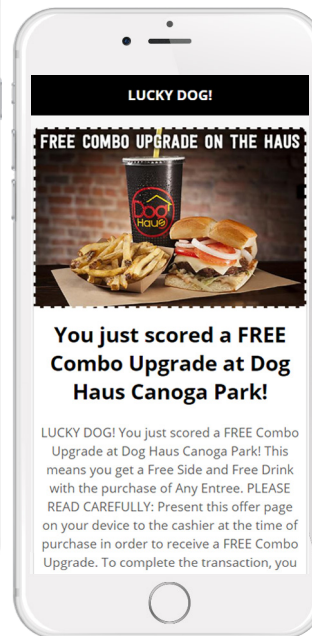 LUCKY DOG!
FREE COMBO UPGRADE ON THE HAUS
Dog
Haus
You just scored a FREE
Combo Upgrade at Dog
Haus Canoga Park!
LUCKY DOG! You just scored a FREE Combo
Upgrade at Dog Haus Canoga Park! This
means you get a Free Side and Free Drink
with the purchase of Any Entree. PLEASE
READ CAREFULLY: Present this offer page
on your device to the cashier at the time of
purchase in order to receive a FREE Combo
Upgrade. To complete the transaction, you